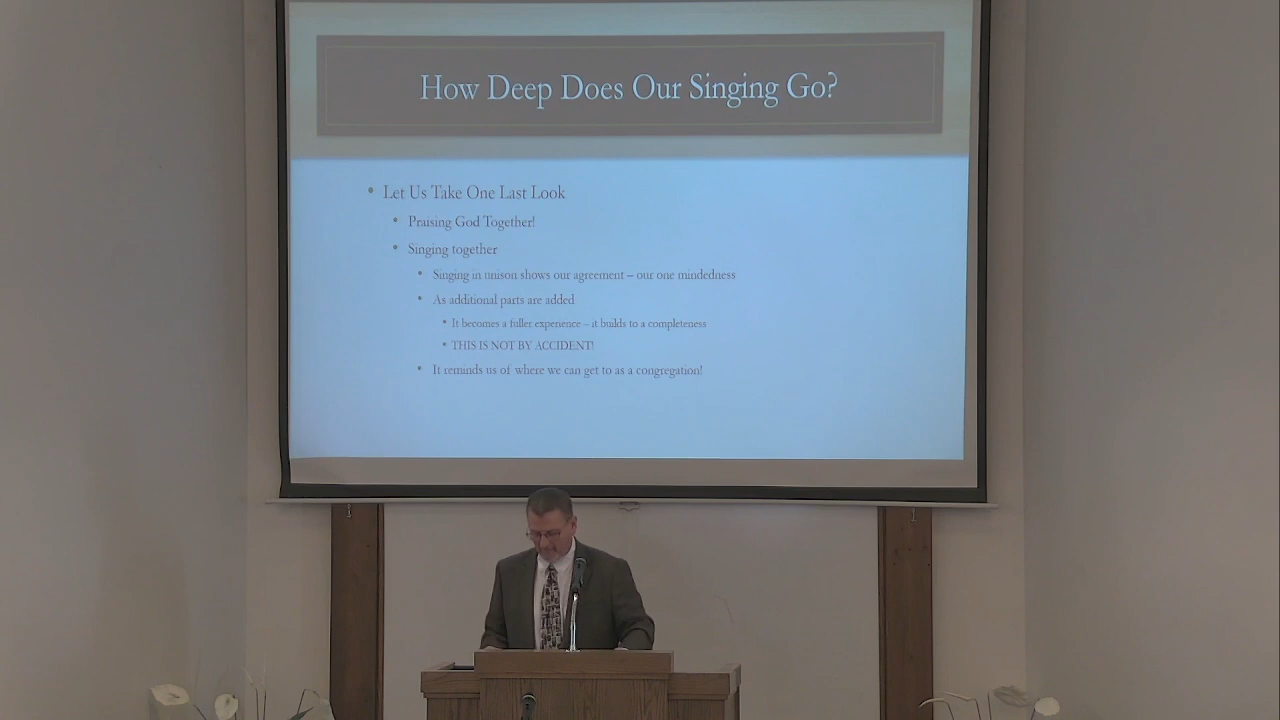 How Deep Does Our Singing Go?
• Let Us Take One Last Look
• Praising God Together!
• Singing together
• Singing in unison shows our agreement – our one mindedness
• As additional parts are added
• It becomes a fuller experience – it builds to a completeness
• THIS IS NOT BY ACCIDENT!
• It reminds us of where we can get to as a congregation!